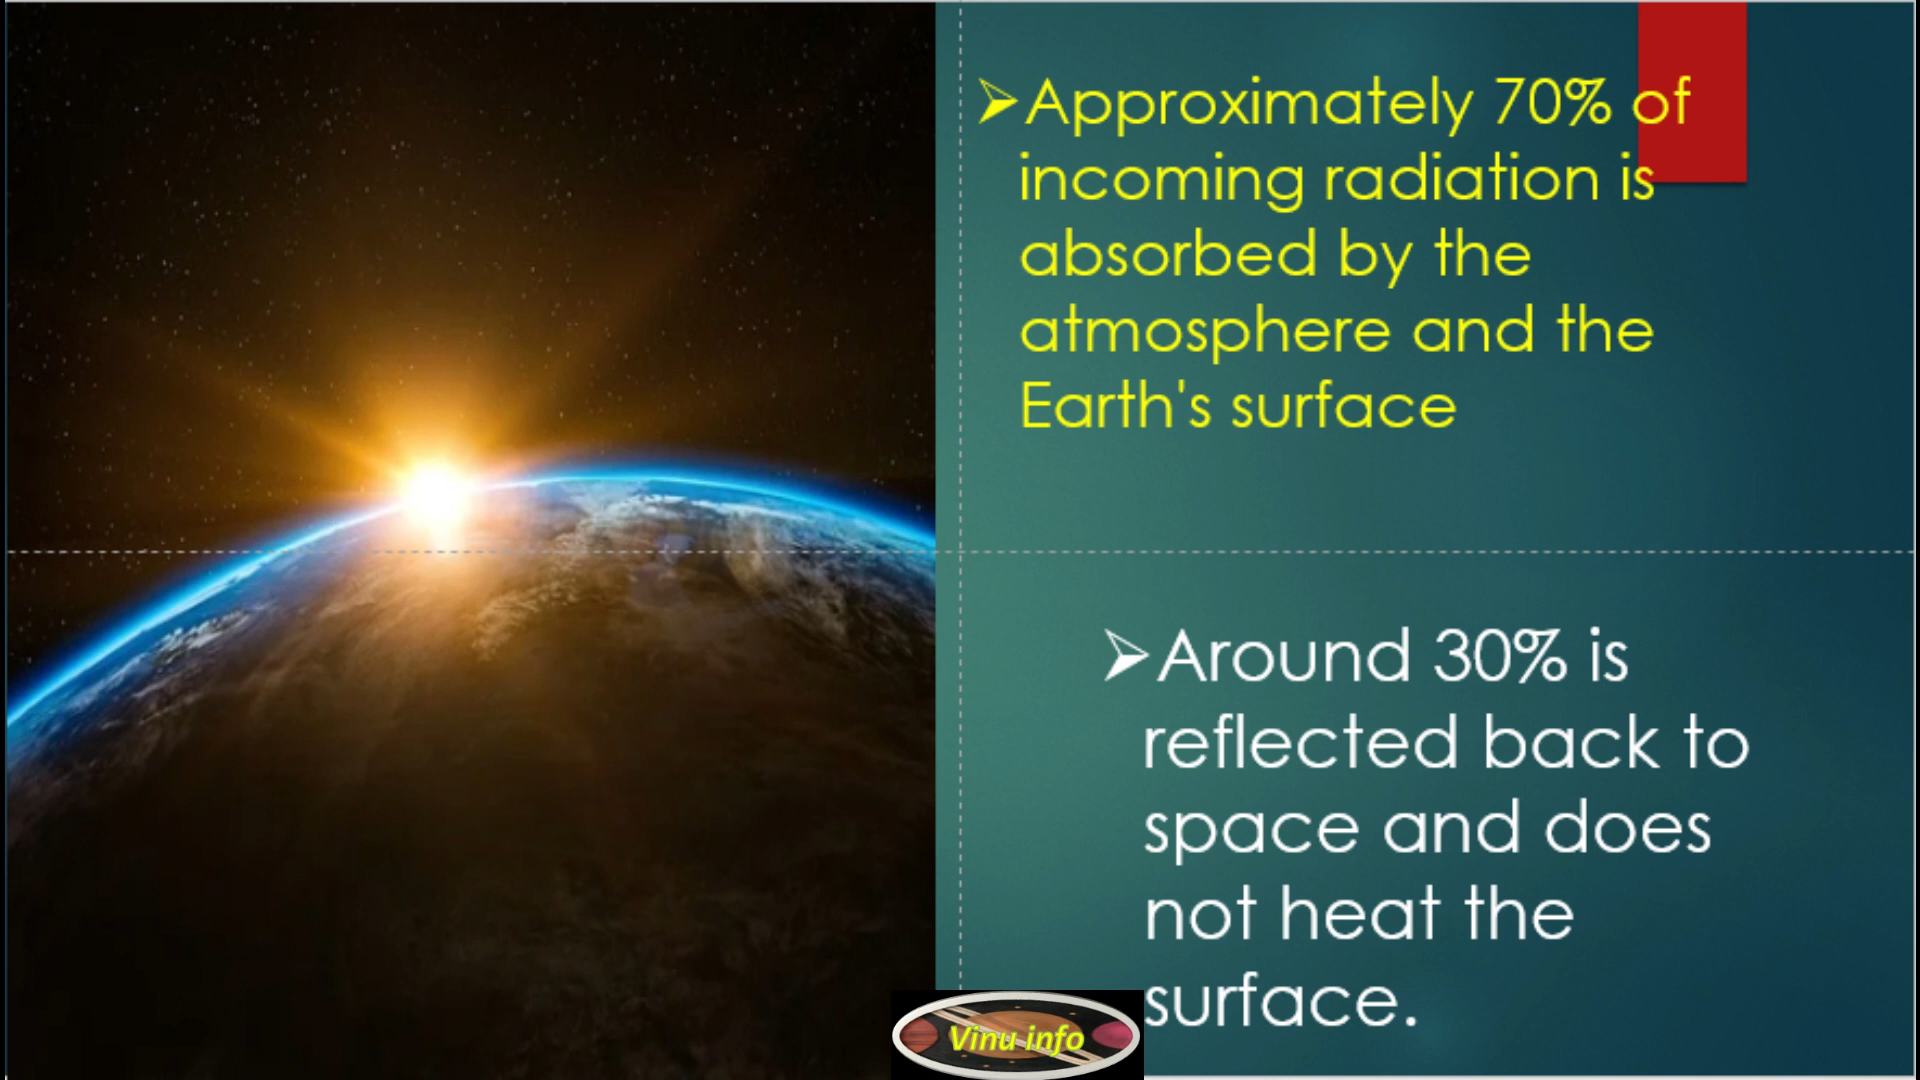 ➢Approximately 70% of
incoming radiation is
absorbed by the
atmosphere and the
Earth's surface
➢Around 30% is
reflected back to
space and does
not heat the
surface.
Vinu info